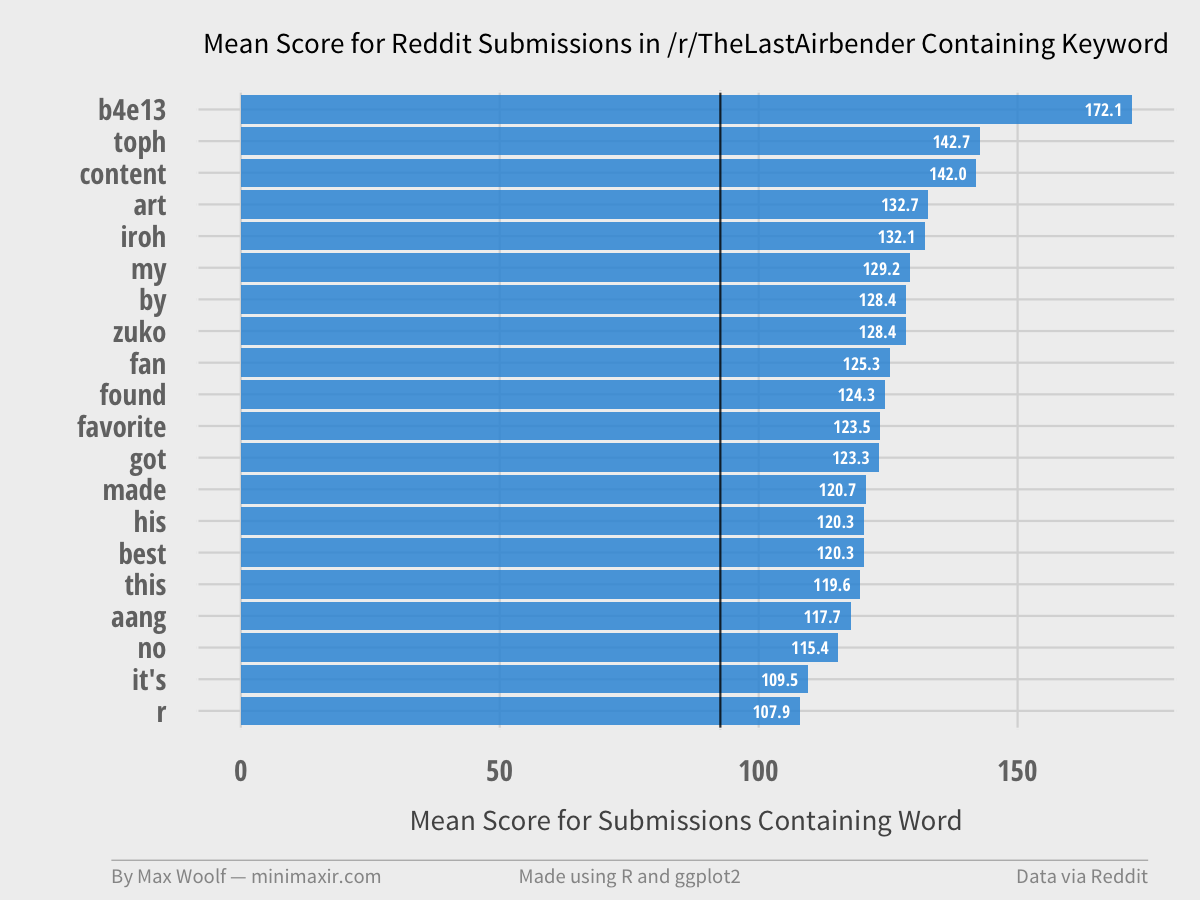 Mean Score for Reddit Submissions in /r/TheLastAirbender Containing Keyword
b4e13 172.1
toph 142.7
content 142.0
art 132.7
iroh 132.1
my 129.2
by 128.4
zuko 128.4
fan 125.3
found 124.3
favorite 123.5
got 123.3
made 120.7
his 120.3
best 120.3
this 119.6
aang 117.7
no 115.4
it's 109.5
r 107.9
0 50 100 150
Mean Score for Submissions Containing Word
By Max Woolf — minimaxir.com Made using R and ggplot2 Data via Reddit